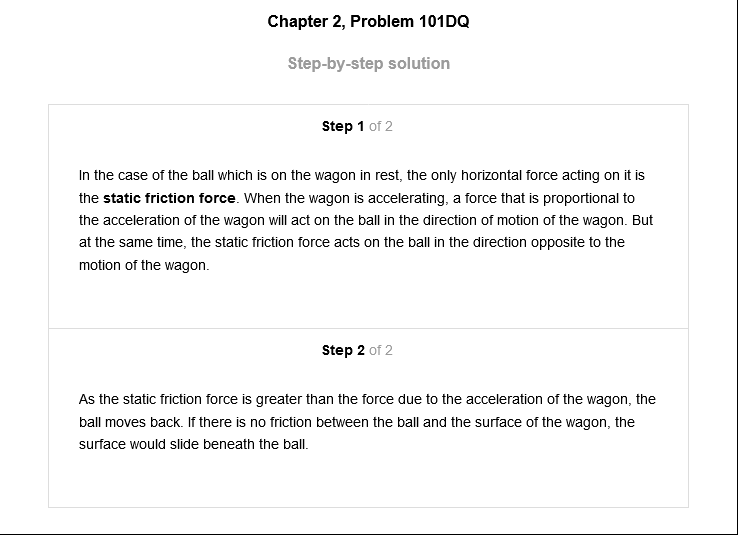 Chapter 2, Problem 101DQ
Step-by-step solution
Step 1 of 2
In the case of the ball which is on the wagon in rest, the only horizontal force acting on it is
the static friction force. When the wagon is accelerating, a force that is proportional to
the acceleration of the wagon will act on the ball in the direction of motion of the wagon. But
at the same time, the static friction force acts on the ball in the direction opposite to the
motion of the wagon.
Step 2 of 2
As the static friction force is greater than the force due to the acceleration of the wagon, the
ball moves back. If there is no friction between the ball and the surface of the wagon, the
surface would slide beneath the ball.